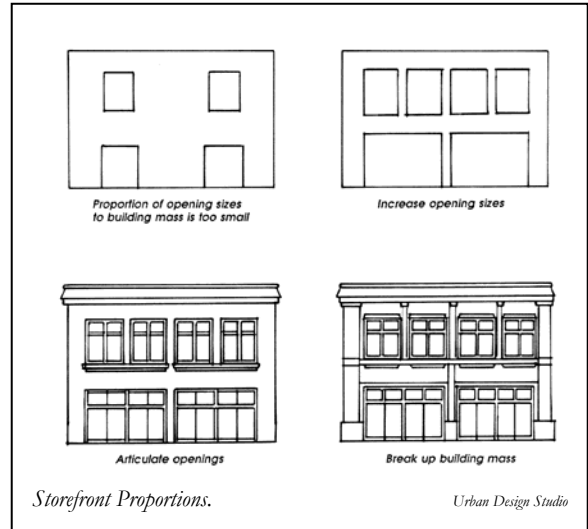 Proportion of opening sizes
to building mass is too small
Increase opening sizes
Articulate openings
Break up building mass
Storefront Proportions.
Urban Design Studio